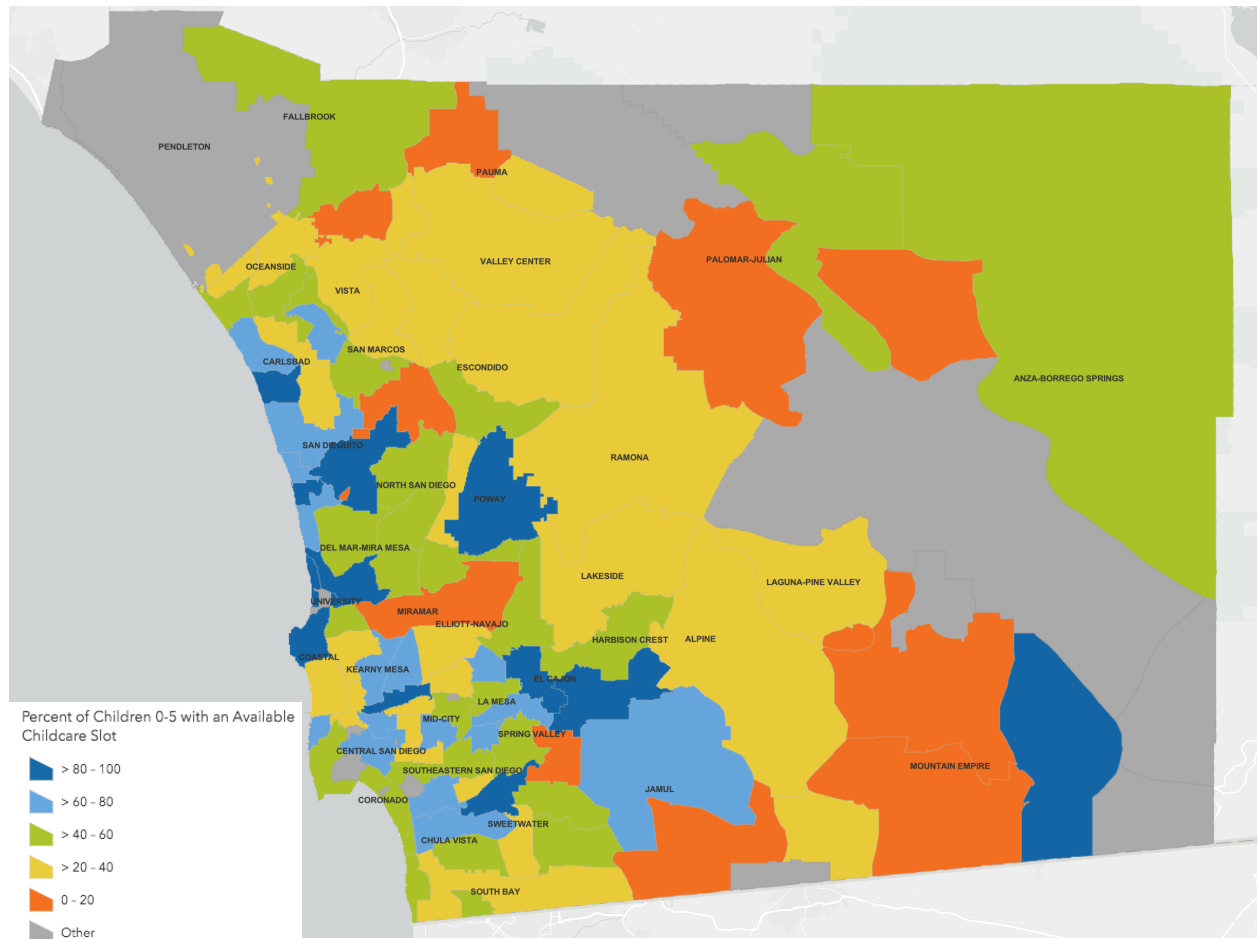 FALLBROOK
PENDLETON
PAUMA
PALOMAR-JULIAN
VALLEY CENTER
OCEANSIDE
VISTA
SAN MARCOS
CARLSBAD
ESCONDIDO
ANZA-BORREGO SPRINGS
SAN DIEGUITO
RAMONA
NORTH SAN DIEGO
POWAY
DEL MAR-MIRA MESA
LAKESIDE
LAGUNA-PINE VALLEY
UNIVERSITY
MIRAMAR
ELLIOTT-NAVAJO
HARBISON CREST
ALPINE
COASTAL
KEARNY MESA
EL CAJON
LA MESA
MID-CITY
SPRING VALLEY
CENTRAL SAN DIEGO
SOUTHEASTERN SAN DIEGO
MOUNTAIN EMPIRE
JAMUL
CORONADO
SWEETWATER
CHULA VISTA
SOUTH BAY
Percent of Children 0-5 with an Available
Childcare Slot
> 80 – 100
> 60 – 80
> 40 – 60
> 20 – 40
0 – 20
Other